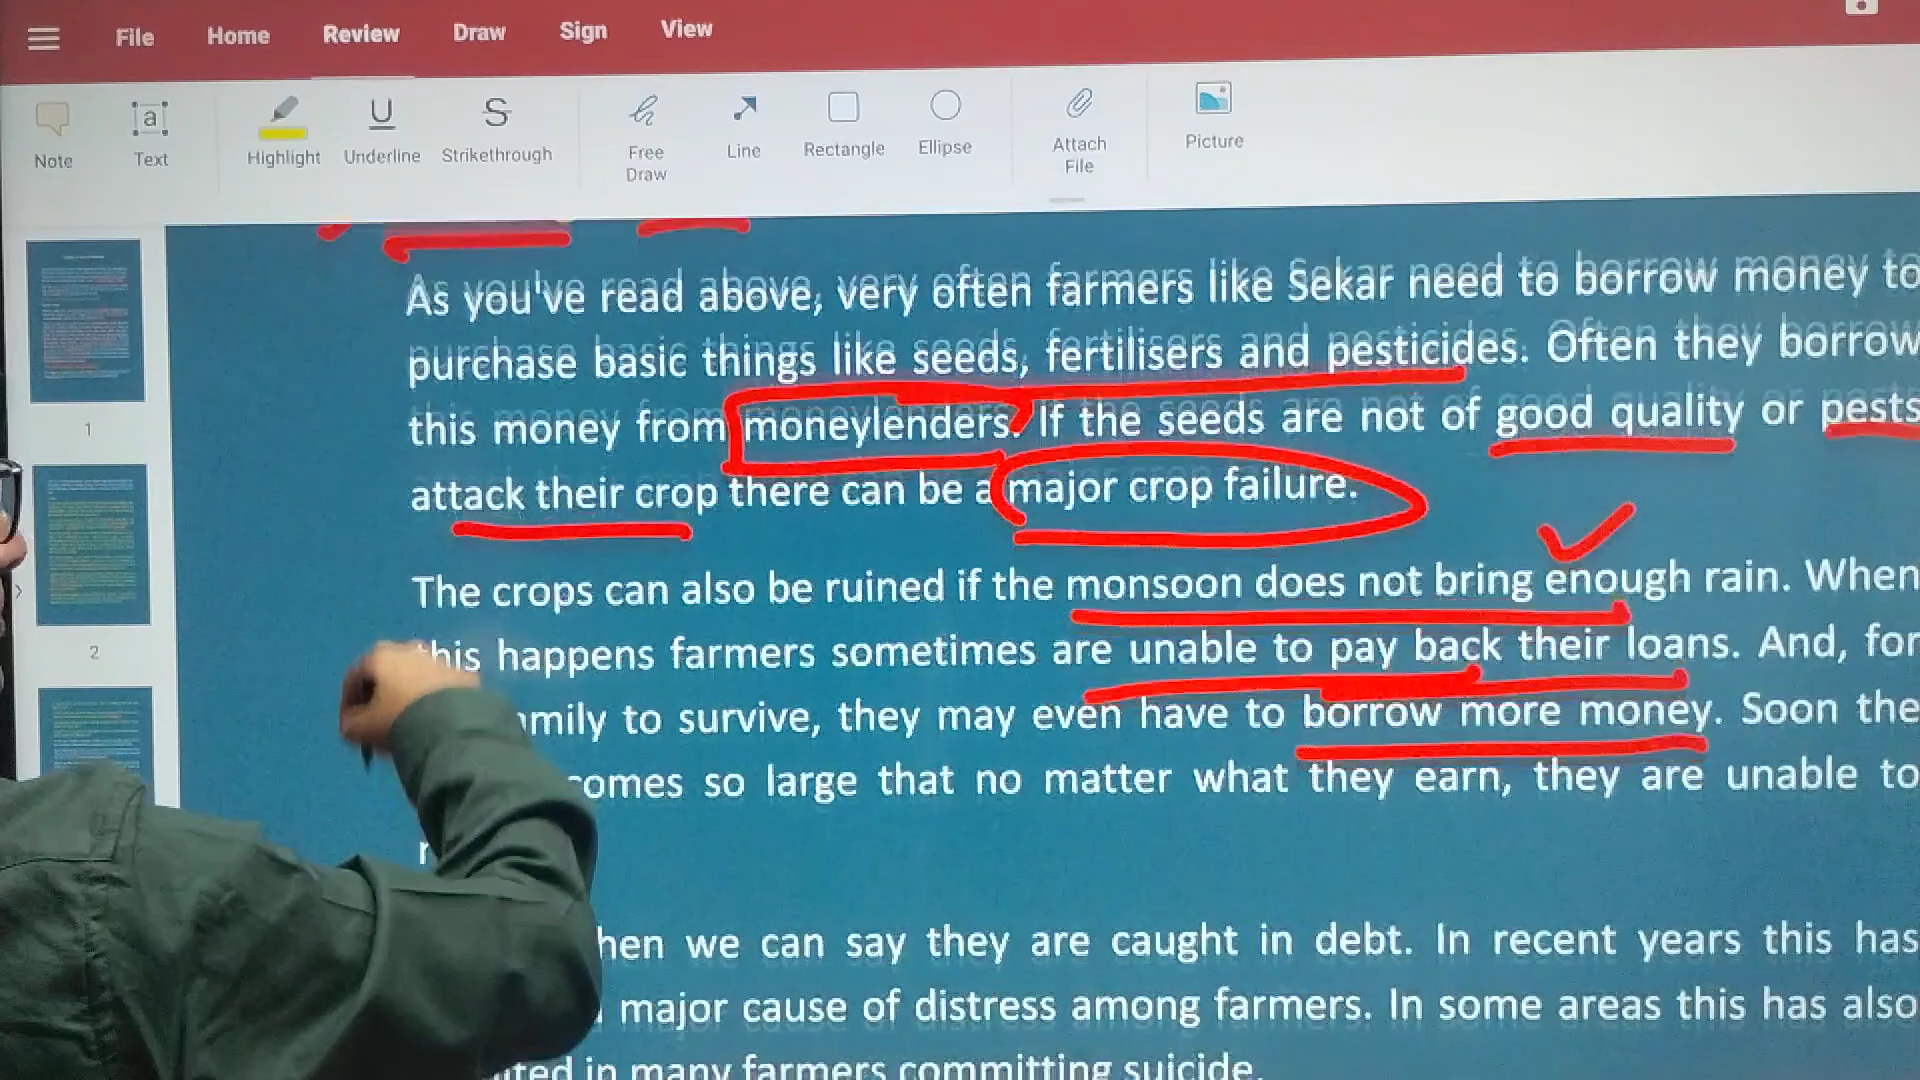 File Home Review Draw Sign View
Note Text Highlight Underline Strikethrough Free Draw Line Rectangle Ellipse Attach File Picture
1
2
As you've read above, very often farmers like Sekar need to borrow money to
purchase basic things like seeds, fertilisers and pesticides. Often they borrow
this money from moneylenders. If the seeds are not of good quality or pests
attack their crop there can be a major crop failure.
The crops can also be ruined if the monsoon does not bring enough rain. When
this happens farmers sometimes are unable to pay back their loans. And, for
mily to survive, they may even have to borrow more money. Soon the
comes so large that no matter what they earn, they are unable to
hen we can say they are caught in debt. In recent years this has
major cause of distress among farmers. In some areas this has also
in many farmers committing suicide.